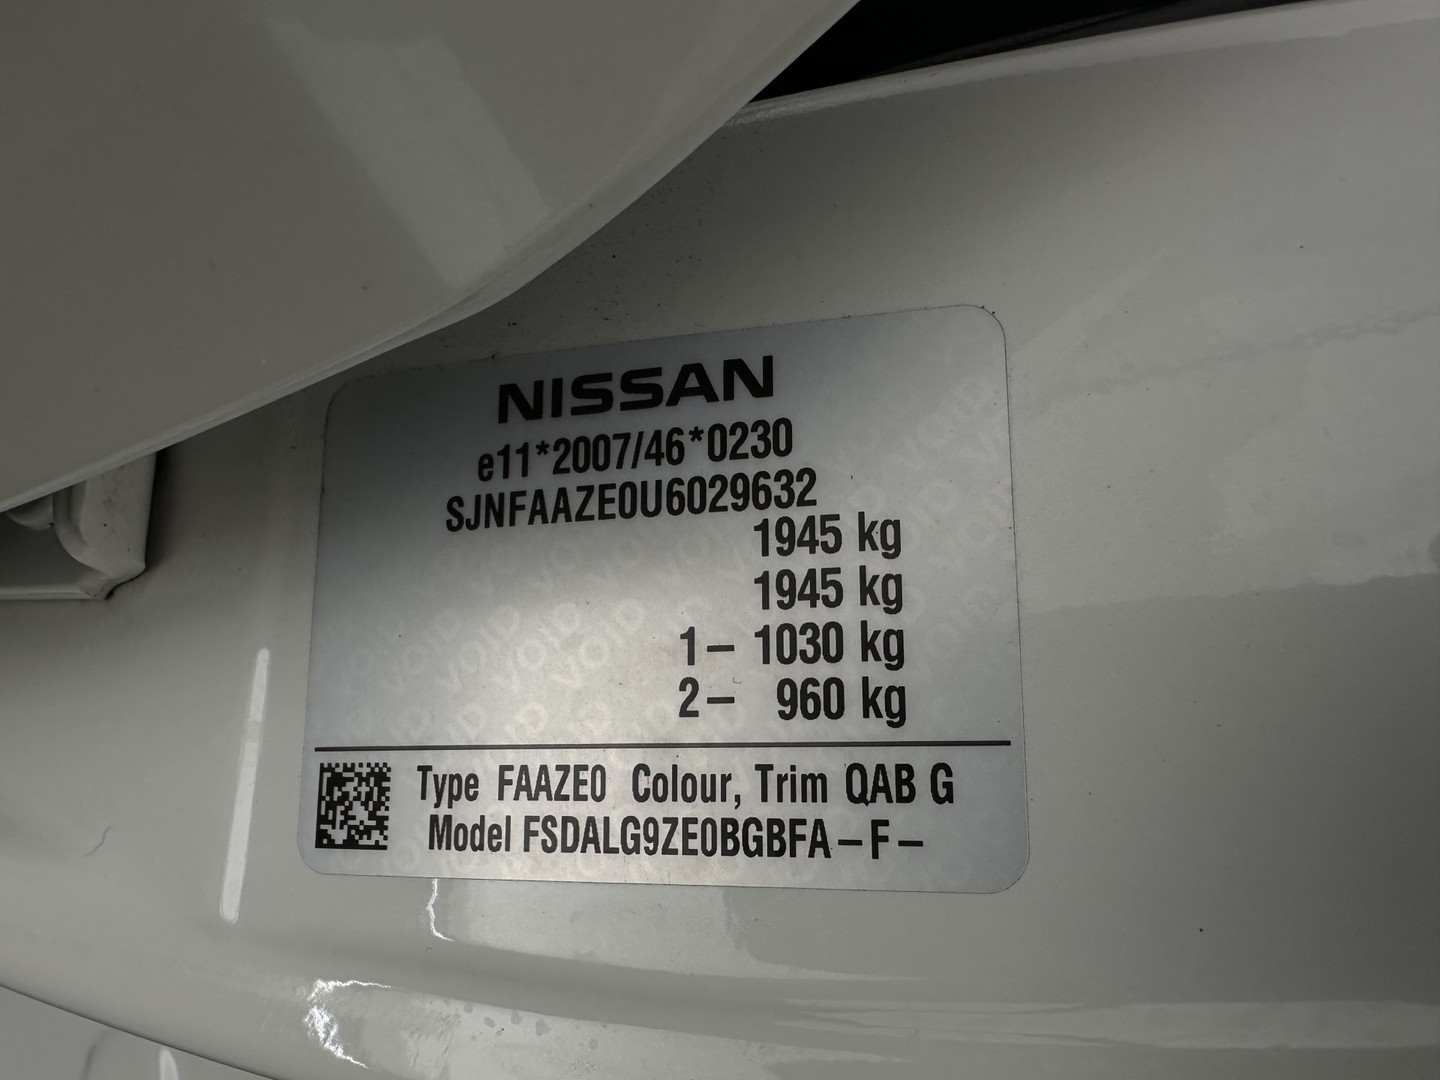 NISSAN
e11*2007/46*0230
SJNFAAZE0U6029632
1945 kg
1945 kg
1– 1030 kg
2– 960 kg
Type FAAZE0 Colour, Trim QAB G
Model FSDALG9ZE0BGBFA – F –